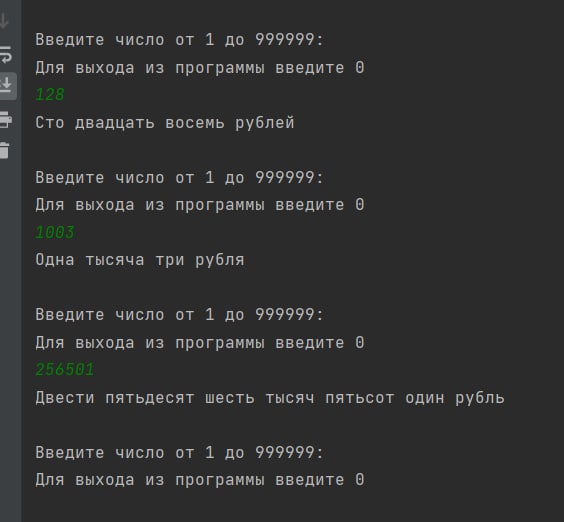 Введите число от 1 до 999999:
Для выхода из программы введите 0
128
Сто двадцать восемь рублей
Введите число от 1 до 999999:
Для выхода из программы введите 0
1003
Одна тысяча три рубля
Введите число от 1 до 999999:
Для выхода из программы введите 0
256501
Двести пятьдесят шесть тысяч пятьсот один рубль
Введите число от 1 до 999999:
Для выхода из программы введите 0